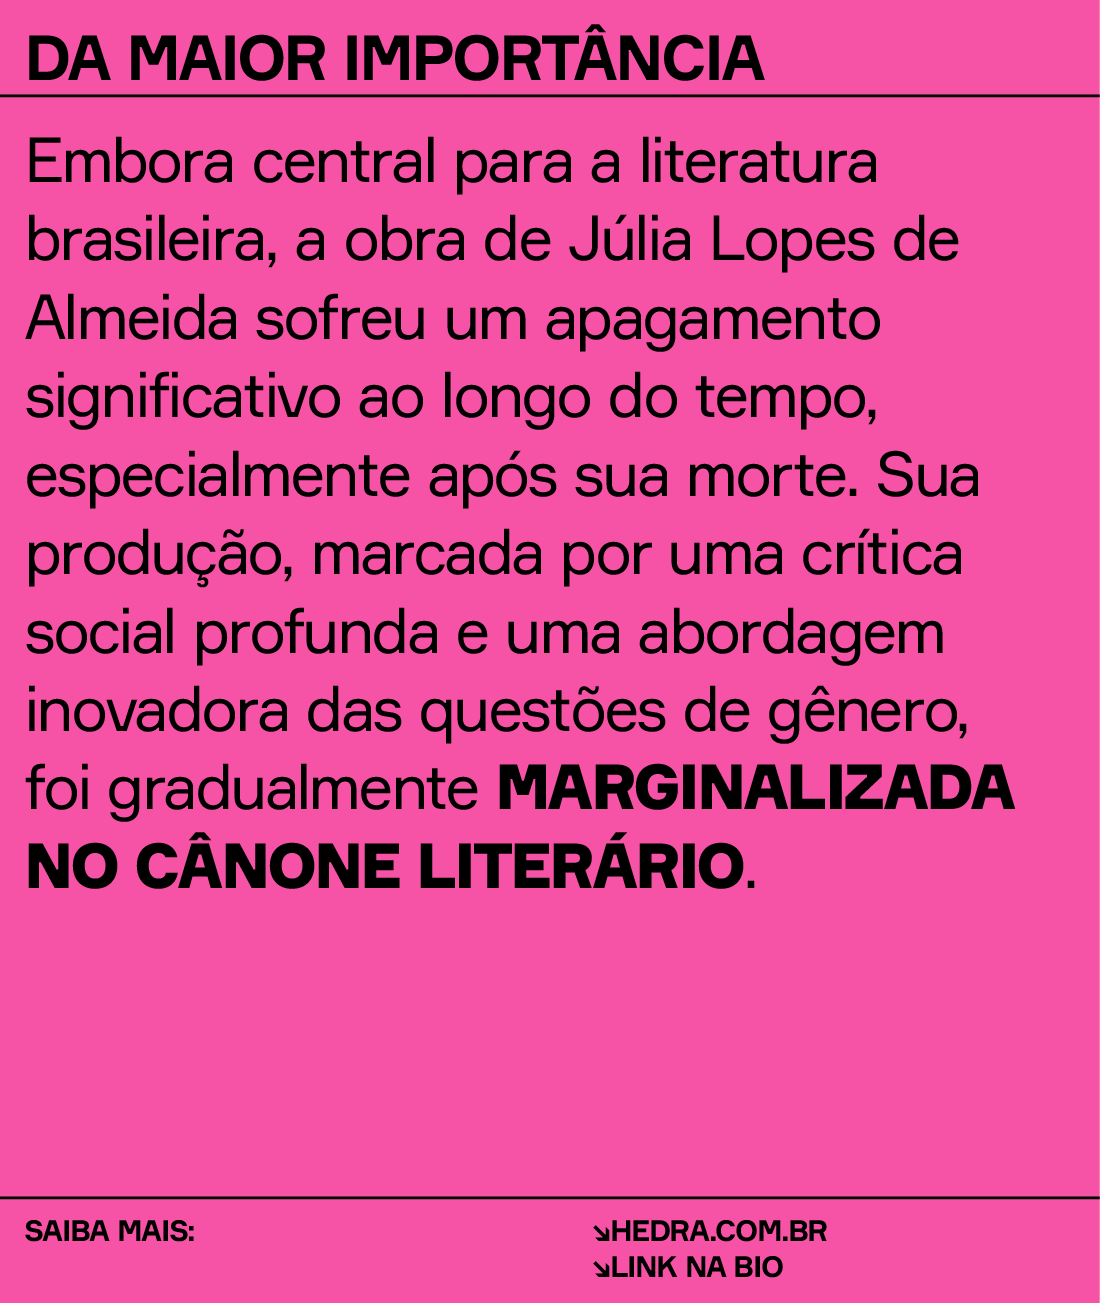 DA MAIOR IMPORTÂNCIA
Embora central para a literatura
brasileira, a obra de Júlia Lopes de
Almeida sofreu um apagamento
significativo ao longo do tempo,
especialmente após sua morte. Sua
produção, marcada por uma crítica
social profunda e uma abordagem
inovadora das questões de gênero,
foi gradualmente MARGINALIZADA
NO CÂNONE LITERÁRIO.
SAIBA MAIS:
↘HEDRA.COM.BR
↘LINK NA BIO